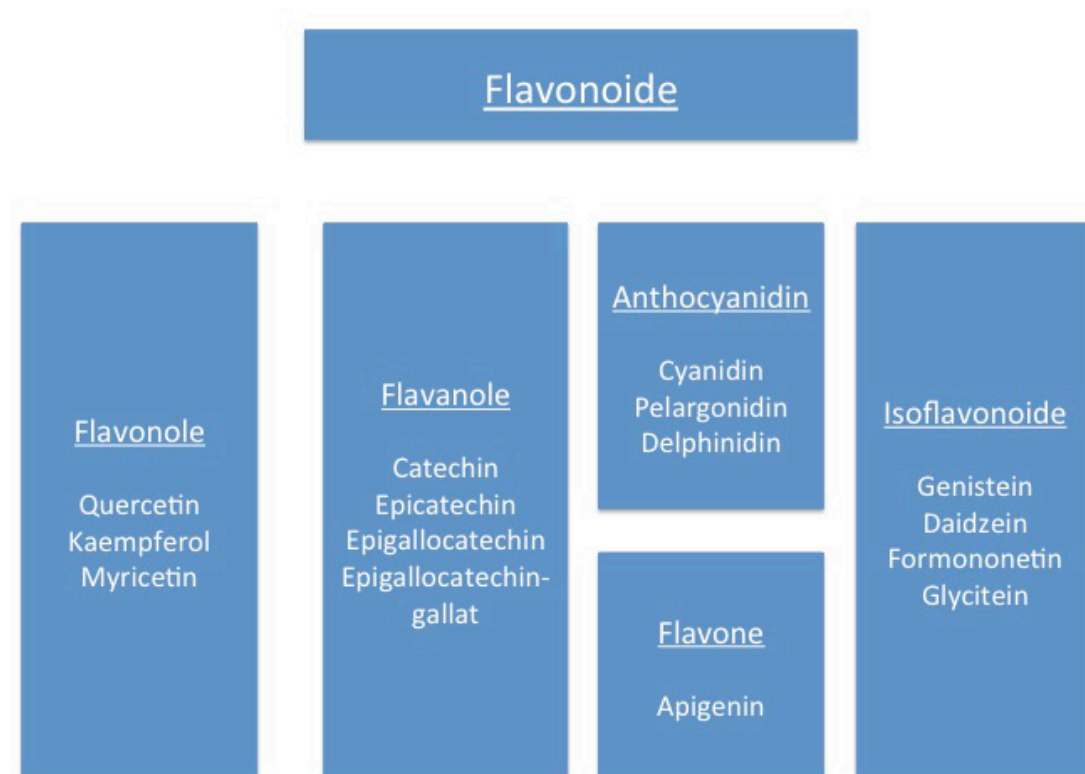 Flavonoide
Flavonole
Quercetin
Kaempferol
Myricetin
Flavanole
Catechin
Epicatechin
Epigallocatechin
Epigallocatechin-
gallat
Anthocyanidin
Cyanidin
Pelargonidin
Delphinidin
Flavone
Apigenin
Isoflavonoide
Genistein
Daidzein
Formononetin
Glycitein